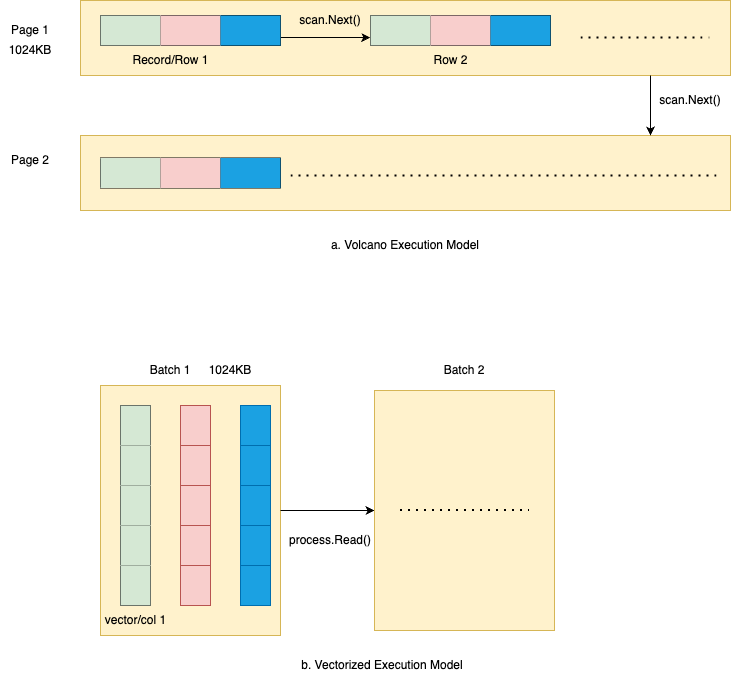 Page 1
1024KB
scan.Next()
Record/Row 1
Row 2
scan.Next()
Page 2
a. Volcano Execution Model
Batch 1 1024KB
Batch 2
process.Read()
vector/col 1
b. Vectorized Execution Model